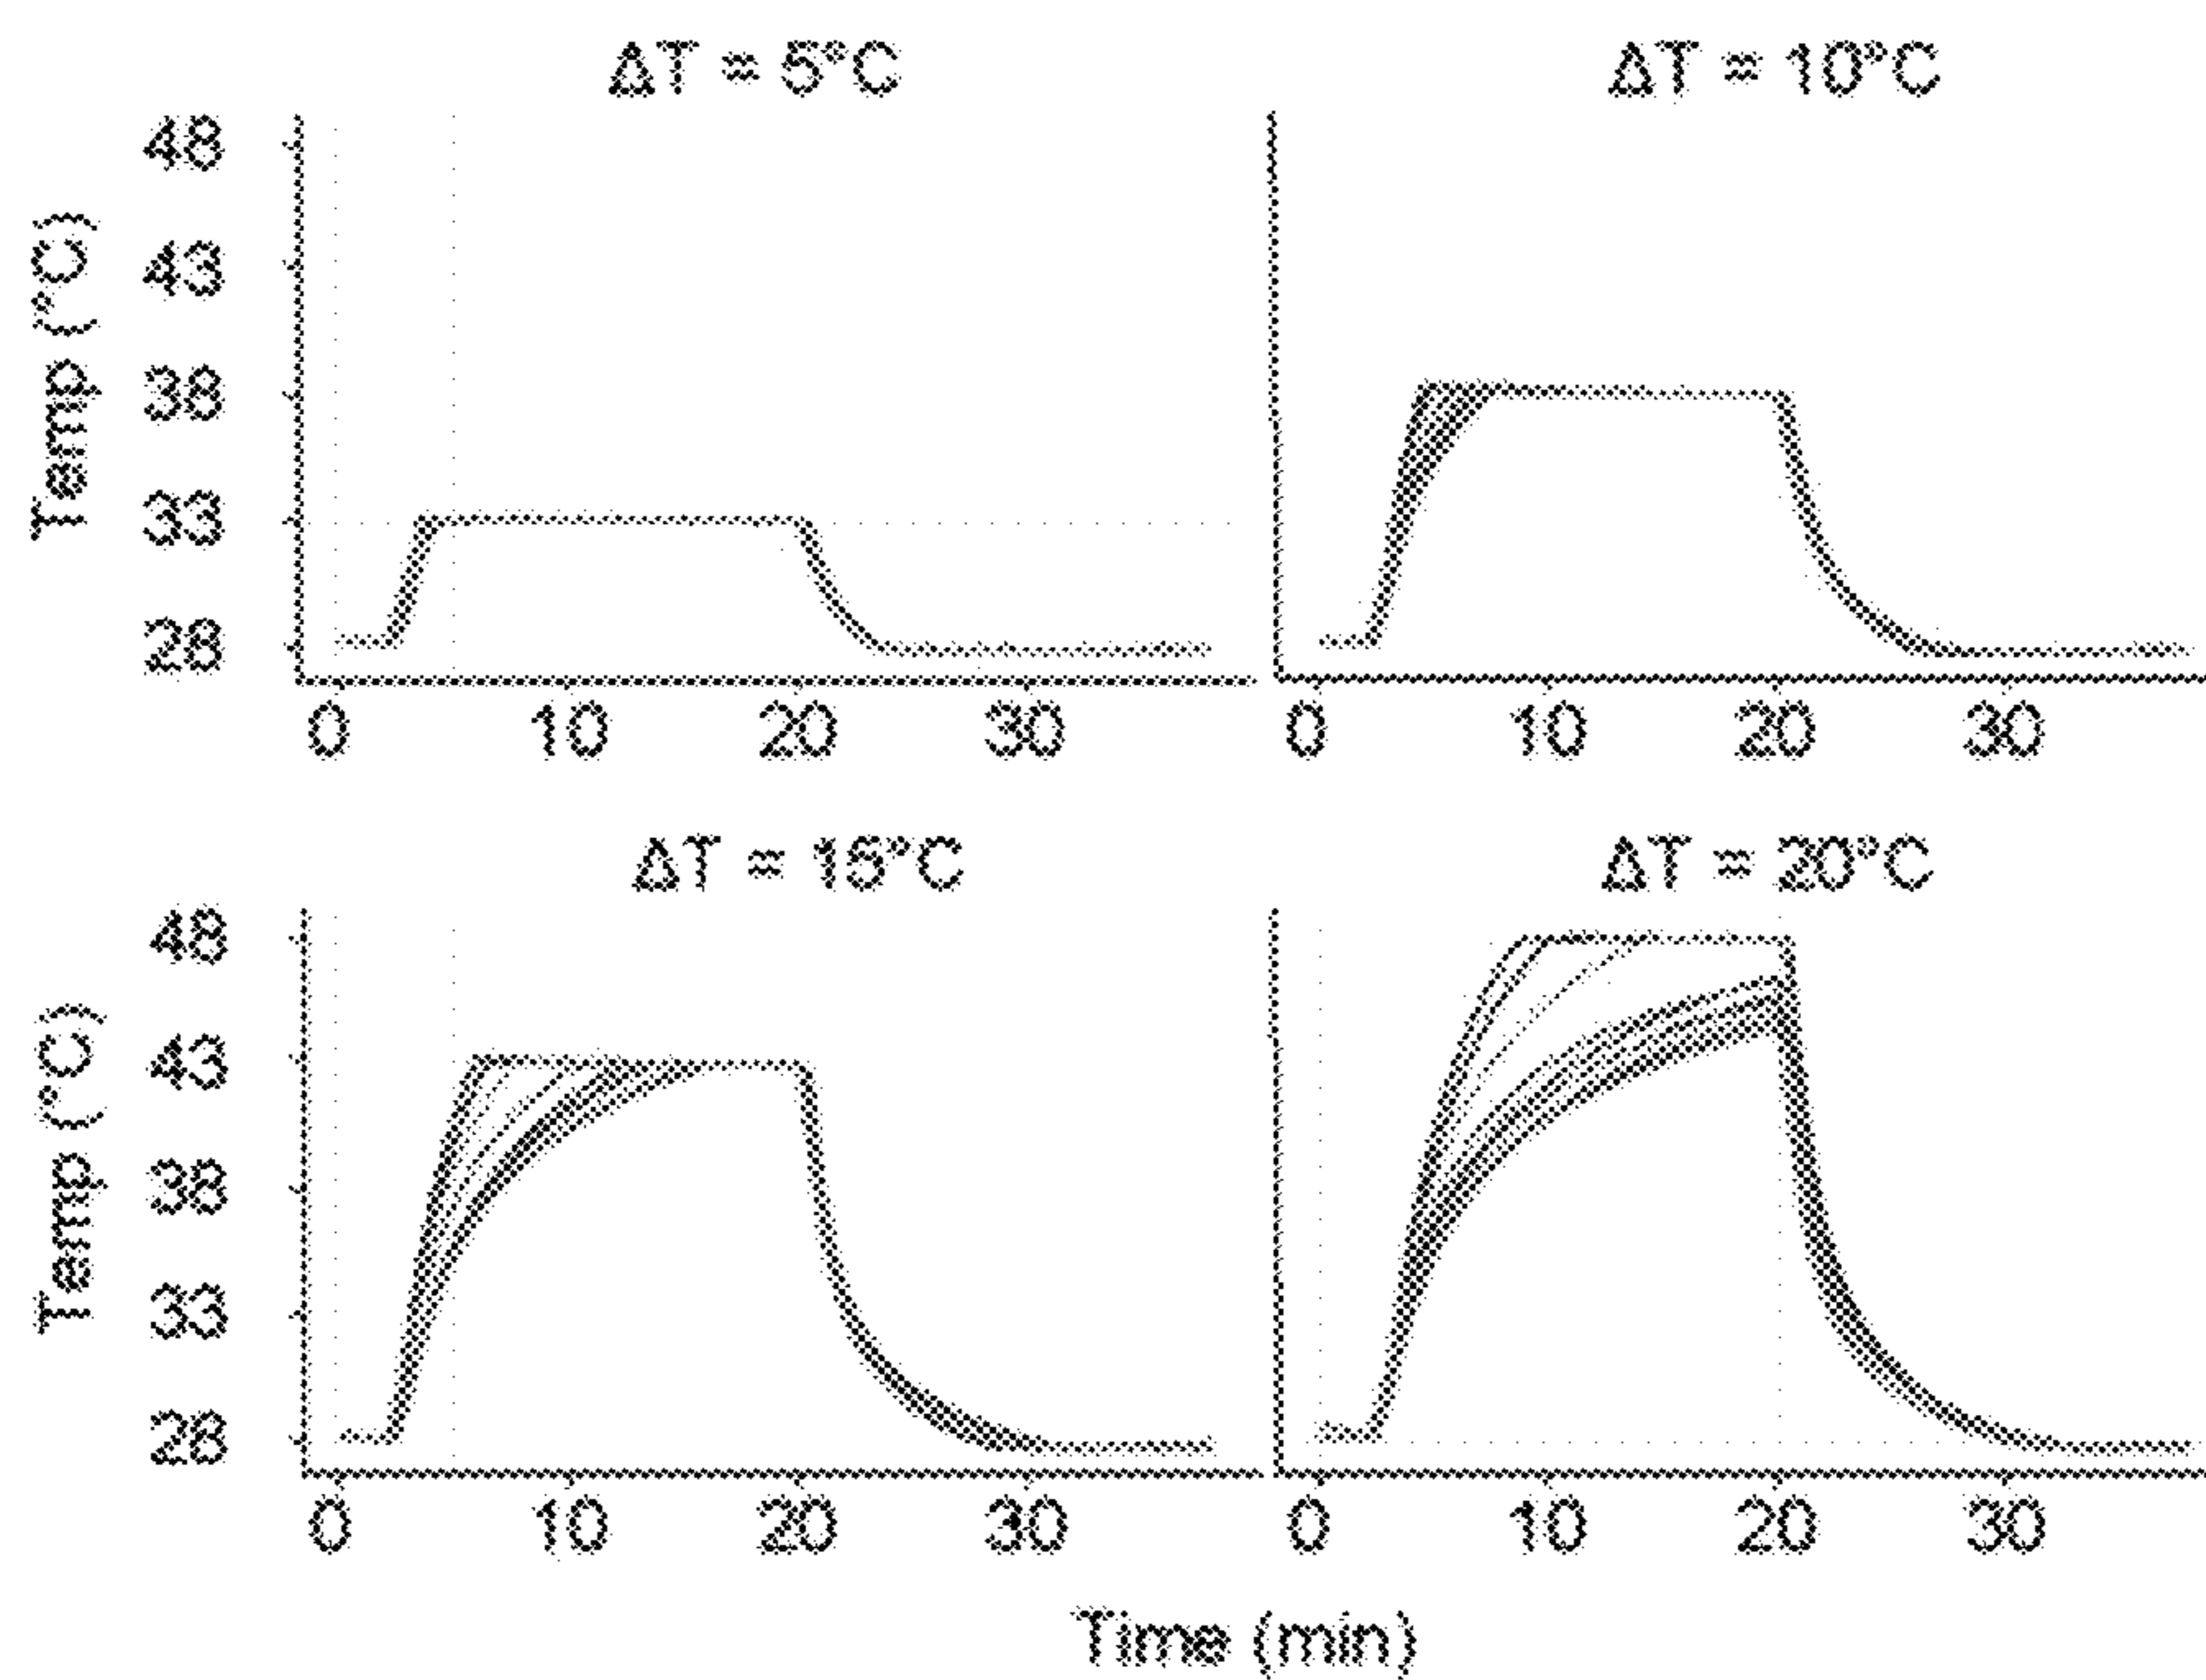 ΔT = 5°C
ΔT = 10°C
48
43
38
33
28
Temp (°C)
0 10 20 30
0 10 20 30
ΔT = 15°C
ΔT = 20°C
48
43
38
33
28
Temp (°C)
0 10 20 30
0 10 20 30
Time (min)